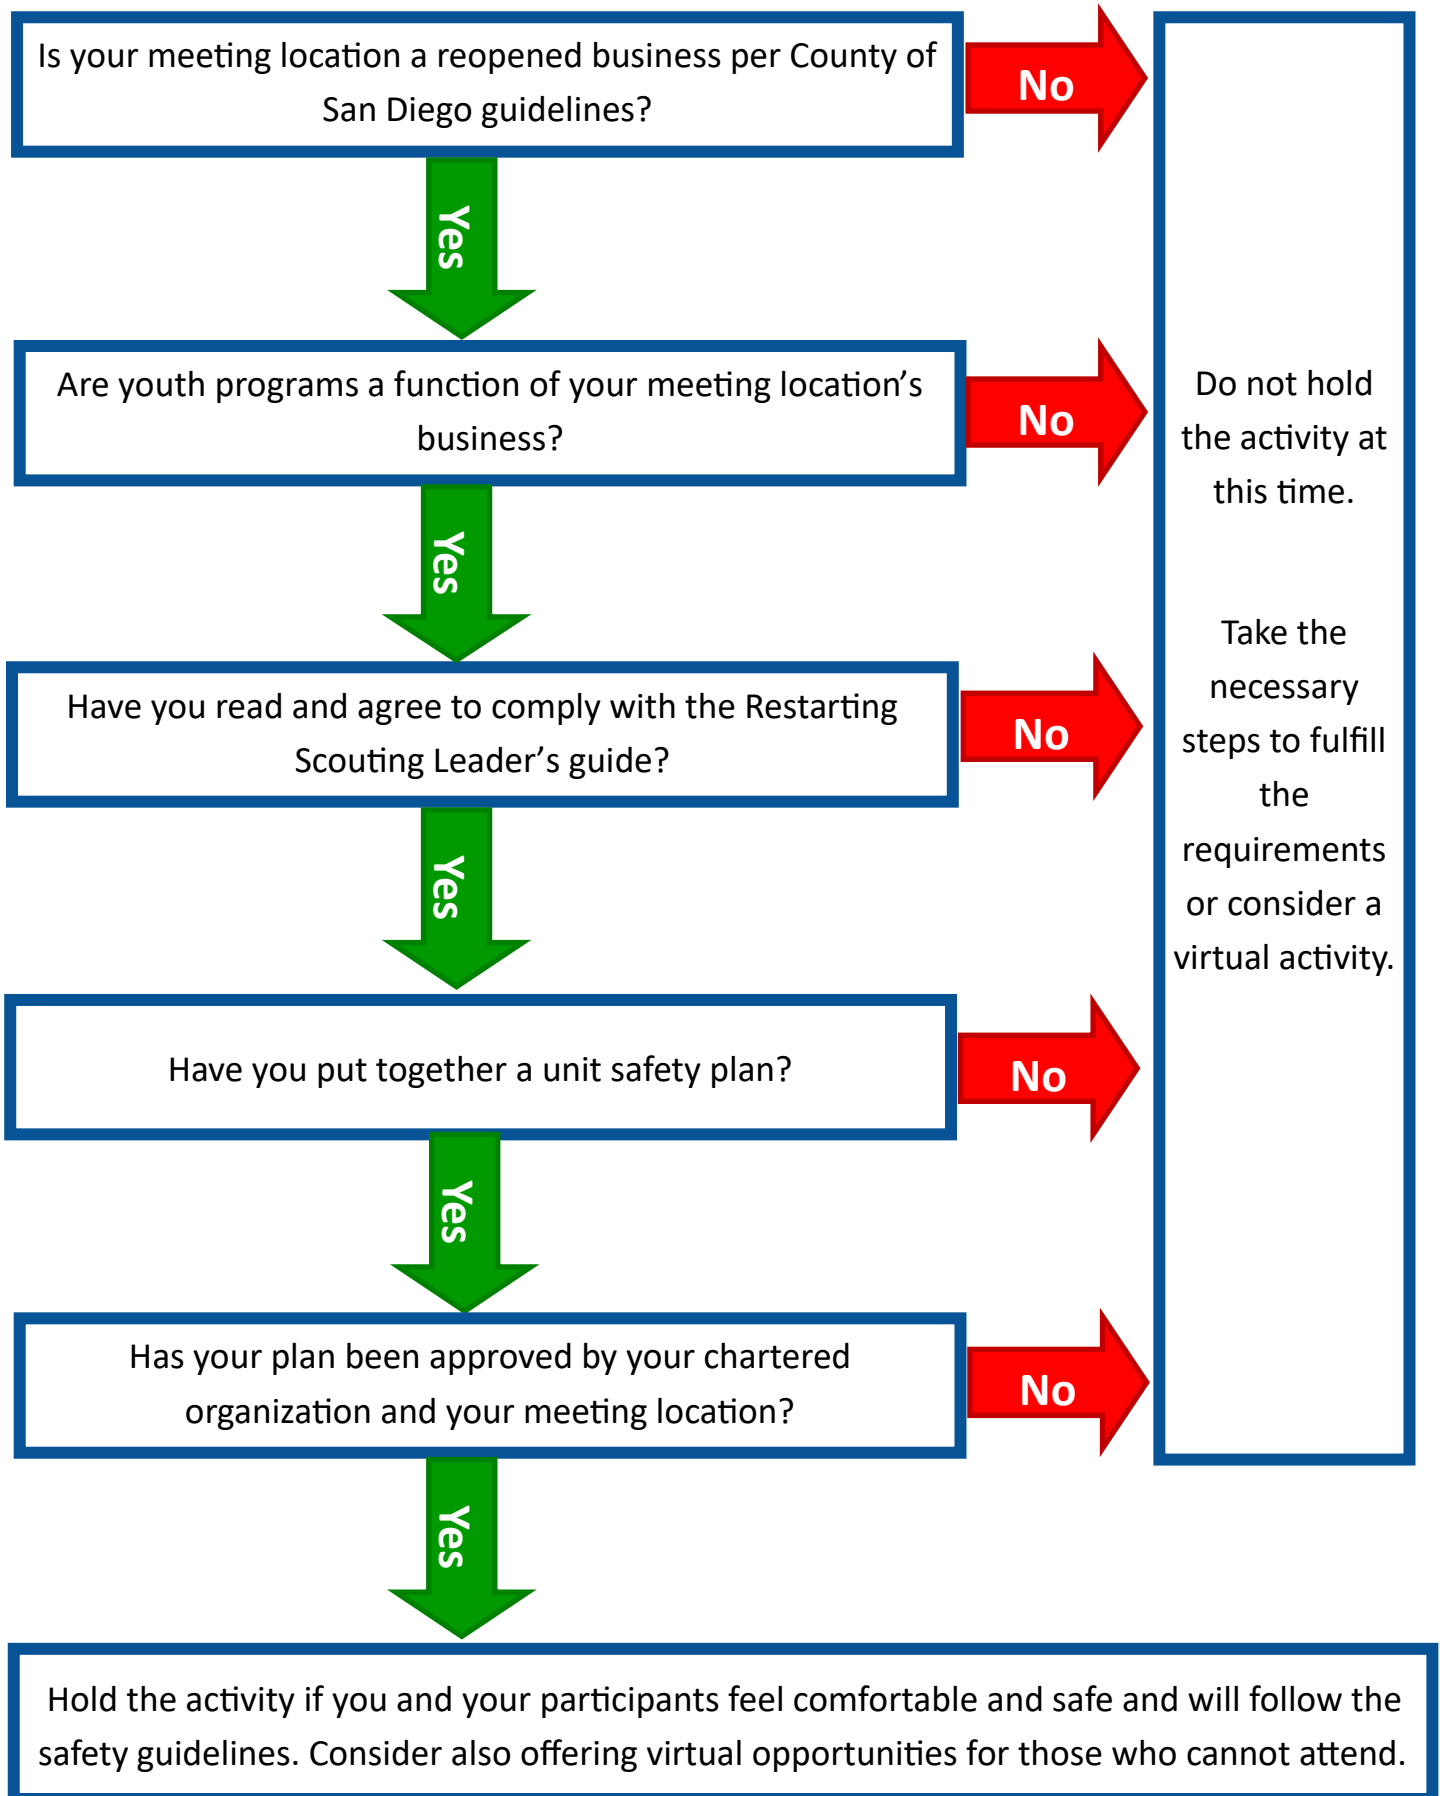 Is your meeting location a reopened business per County of
San Diego guidelines?
No
Yes
Are youth programs a function of your meeting location’s
business?
No
Yes
Have you read and agree to comply with the Restarting
Scouting Leader’s guide?
No
Yes
Have you put together a unit safety plan?
No
Yes
Has your plan been approved by your chartered
organization and your meeting location?
No
Yes
Do not hold
the activity at
this time.
Take the
necessary
steps to fulfill
the
requirements
or consider a
virtual activity.
Hold the activity if you and your participants feel comfortable and safe and will follow the
safety guidelines. Consider also offering virtual opportunities for those who cannot attend.